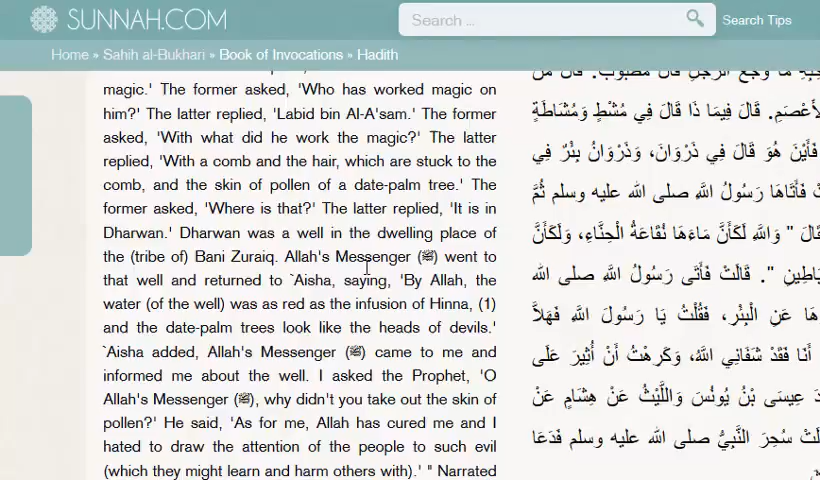 SUNNAH.COM
Search ...
Search Tips
Home » Sahih al-Bukhari » Book of Invocations » Hadith
magic.' The former asked, 'Who has worked magic on
him?' The latter replied, 'Labid bin Al-A'sam.' The former
asked, 'With what did he work the magic?' The latter
replied, 'With a comb and the hair, which are stuck to the
comb, and the skin of pollen of a date-palm tree.' The
former asked, 'Where is that?' The latter replied, 'It is in
Dharwan.' Dharwan was a well in the dwelling place of
the (tribe of) Bani Zuraiq. Allah's Messenger (ﷺ) went to
that well and returned to `Aisha, saying, 'By Allah, the
water (of the well) was as red as the infusion of Hinna, (1)
and the date-palm trees look like the heads of devils.'
`Aisha added, Allah's Messenger (ﷺ) came to me and
informed me about the well. I asked the Prophet, 'O
Allah's Messenger (ﷺ), why didn't you take out the skin of
pollen?' He said, 'As for me, Allah has cured me and I
hated to draw the attention of the people to such evil
(which they might learn and harm others with).' " Narrated
مَا وَجَعُ الرَّجُلِ قَالَ مَطْبُوبٌ. قَالَ مَنْ
الأَعْصَمِ. قَالَ فِيمَا ذَا قَالَ فِي مُشْطٍ وَمُشَاطَةٍ
فَأَيْنَ هُوَ قَالَ فِي ذَرْوَانَ، وَذَرْوَانُ بِئْرٌ فِي
فَأَتَاهَا رَسُولُ اللَّهِ صلى الله عليه وسلم ثُمَّ
قَالَ " وَاللَّهِ لَكَأَنَّ مَاءَهَا نُقَاعَةُ الْحِنَّاءِ، وَلَكَأَنَّ
". قَالَتْ فَأَتَى رَسُولُ اللَّهِ صلى الله
عَنِ الْبِئْرِ، فَقُلْتُ يَا رَسُولَ اللَّهِ فَهَلاَّ
أَنَا فَقَدْ شَفَانِي اللَّهُ، وَكَرِهْتُ أَنْ أُثِيرَ عَلَى
عِيسَى بْنُ يُونُسَ وَاللَّيْثُ عَنْ هِشَامٍ عَنْ
سُحِرَ النَّبِيُّ صلى الله عليه وسلم فَدَعَا